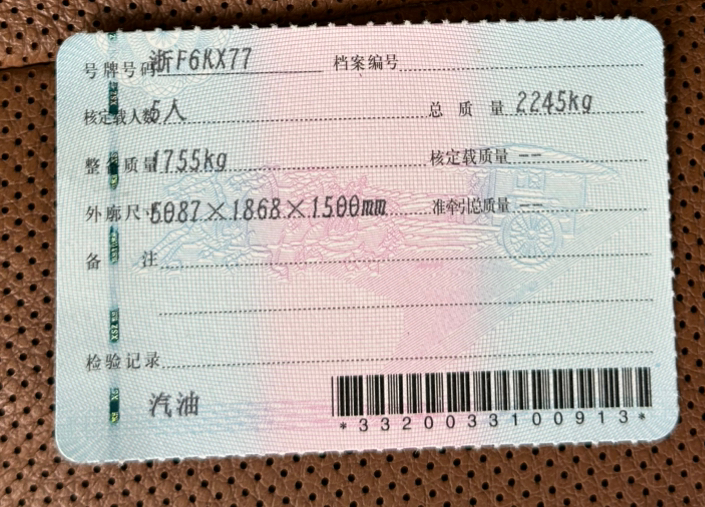 号牌号码 浙F6KX77 档案编号
核定载人数 5人 总质量 2245kg
整备质量 1755kg 核定载质量 --
外廓尺寸 5087×1868×1500mm 准牵引总质量 --
备注
检验记录
汽油
*3320033100913*